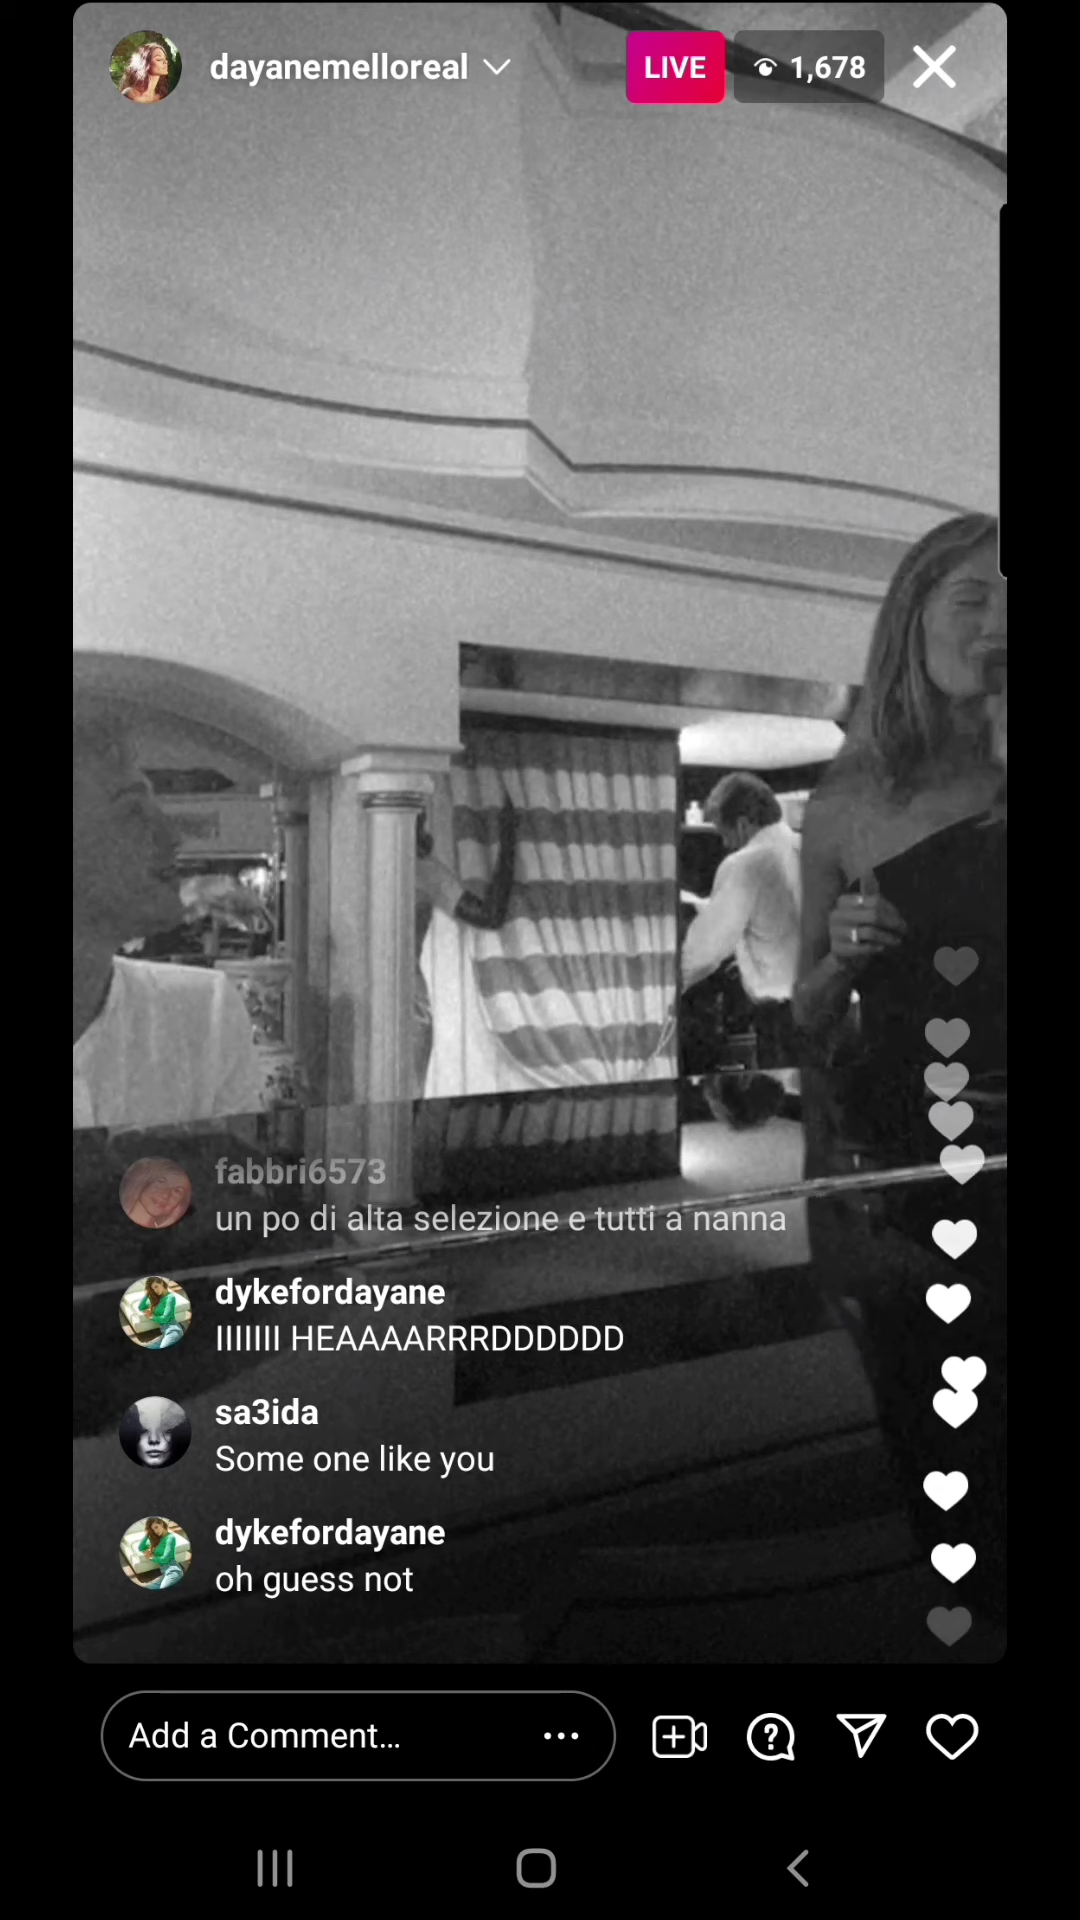 dayanemelloreal
LIVE
1,678
fabbri6573
un po di alta selezione e tutti a nanna
dykefordayane
IIIIIII HEAAAARRRDDDDDD
sa3ida
Some one like you
dykefordayane
oh guess not
Add a Comment...